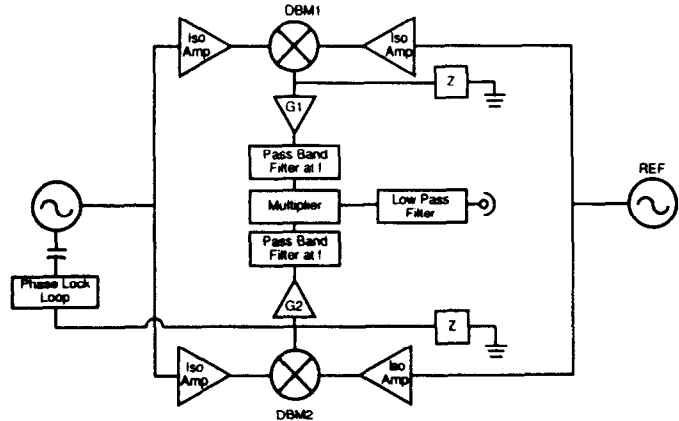 DBM1
Iso
Amp
Iso
Amp
Z
G1
Pass Band
Filter at f
REF
Multiplier
Low Pass
Filter
Pass Band
Filter at f
Phase Lock
Loop
G2
Z
Iso
Amp
Iso
Amp
DBM2